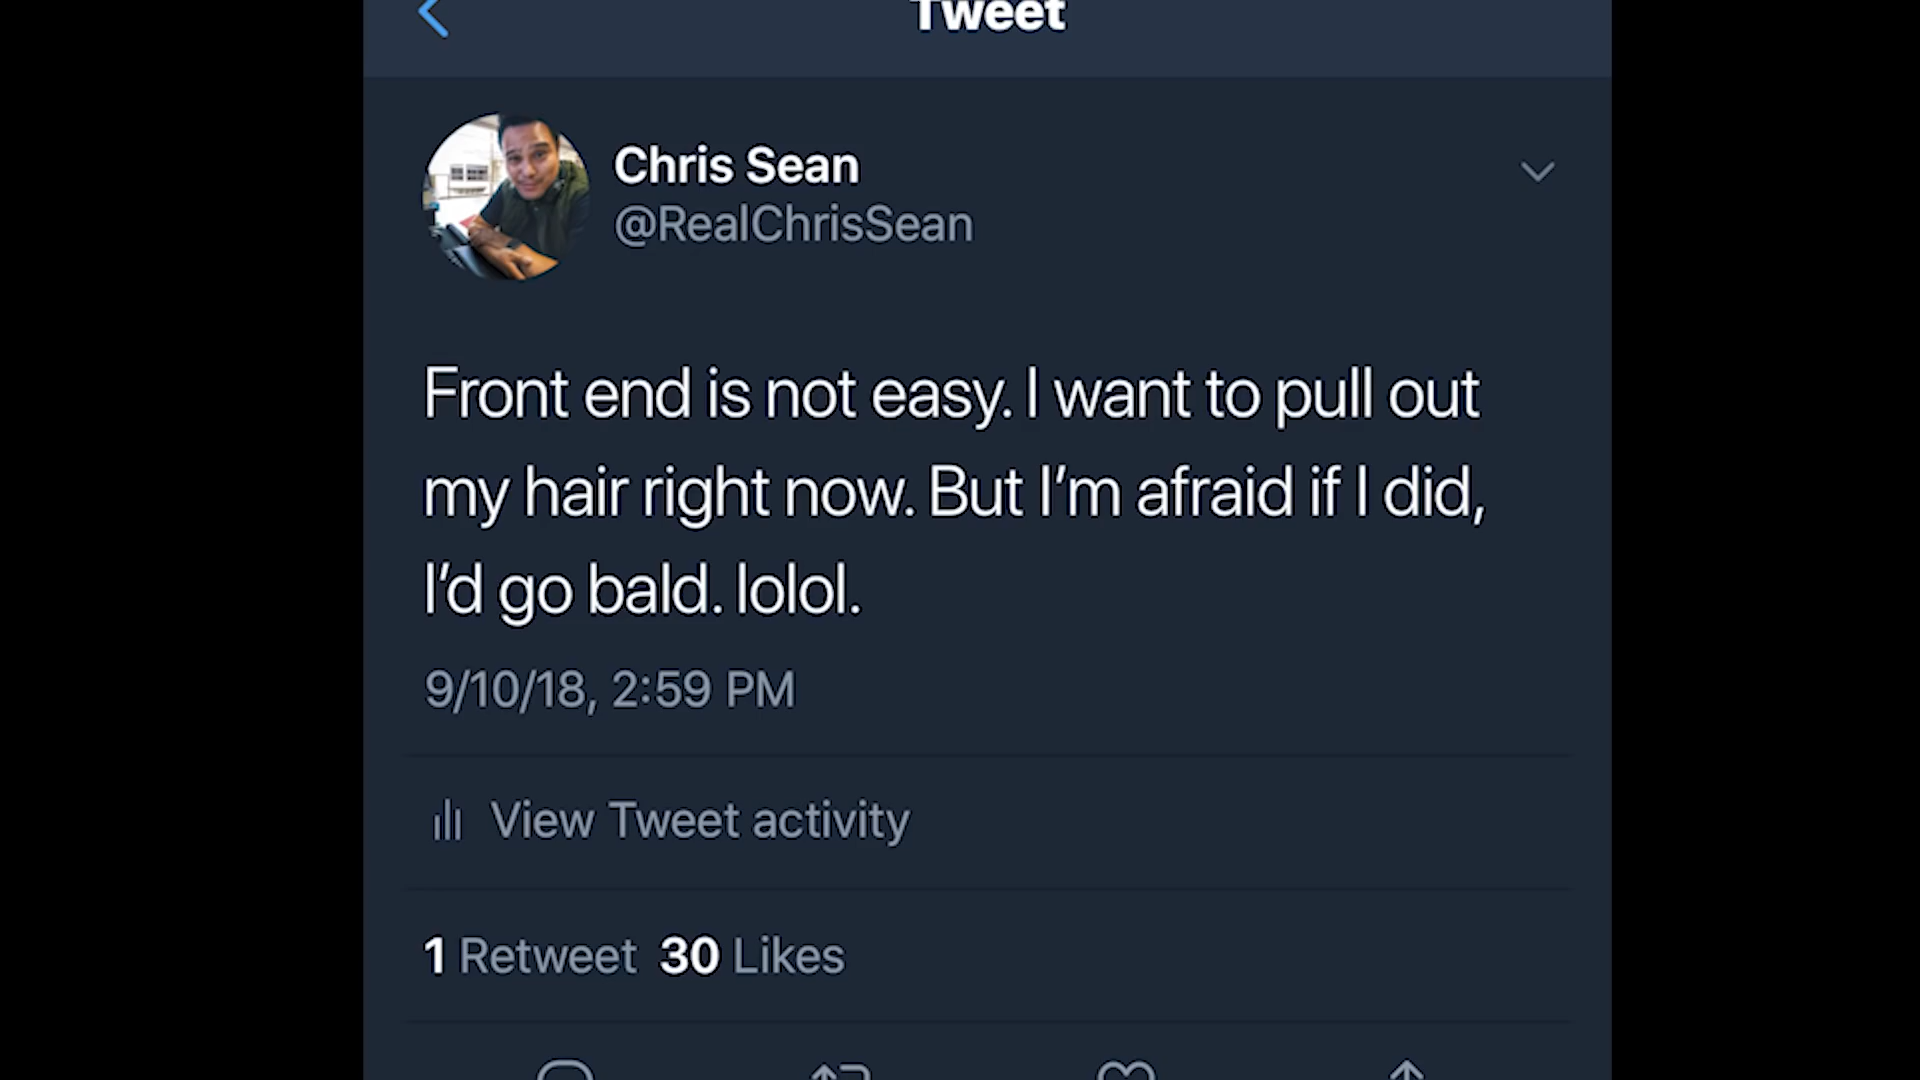 Tweet
Chris Sean
@RealChrisSean
Front end is not easy. I want to pull out
my hair right now. But I’m afraid if I did,
I’d go bald. lolol.
9/10/18, 2:59 PM
View Tweet activity
1 Retweet 30 Likes